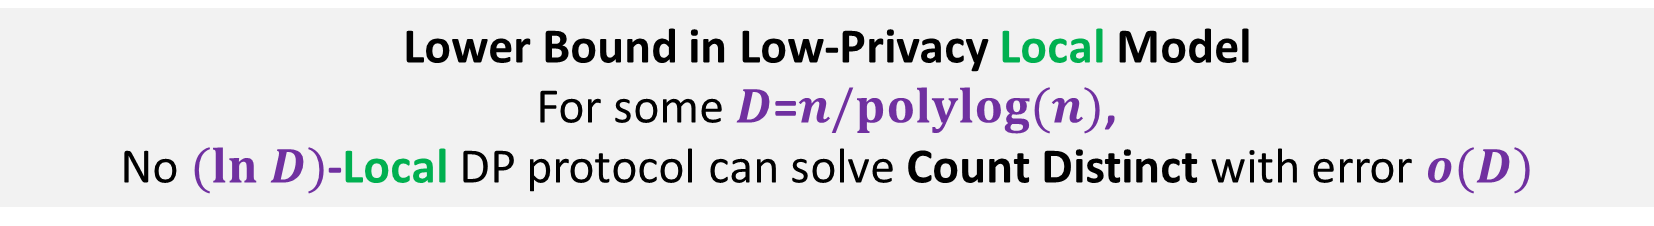 Lower Bound in Low-Privacy Local Model
For some D=n/polylog(n),
No (ln D)-Local DP protocol can solve Count Distinct with error o(D)